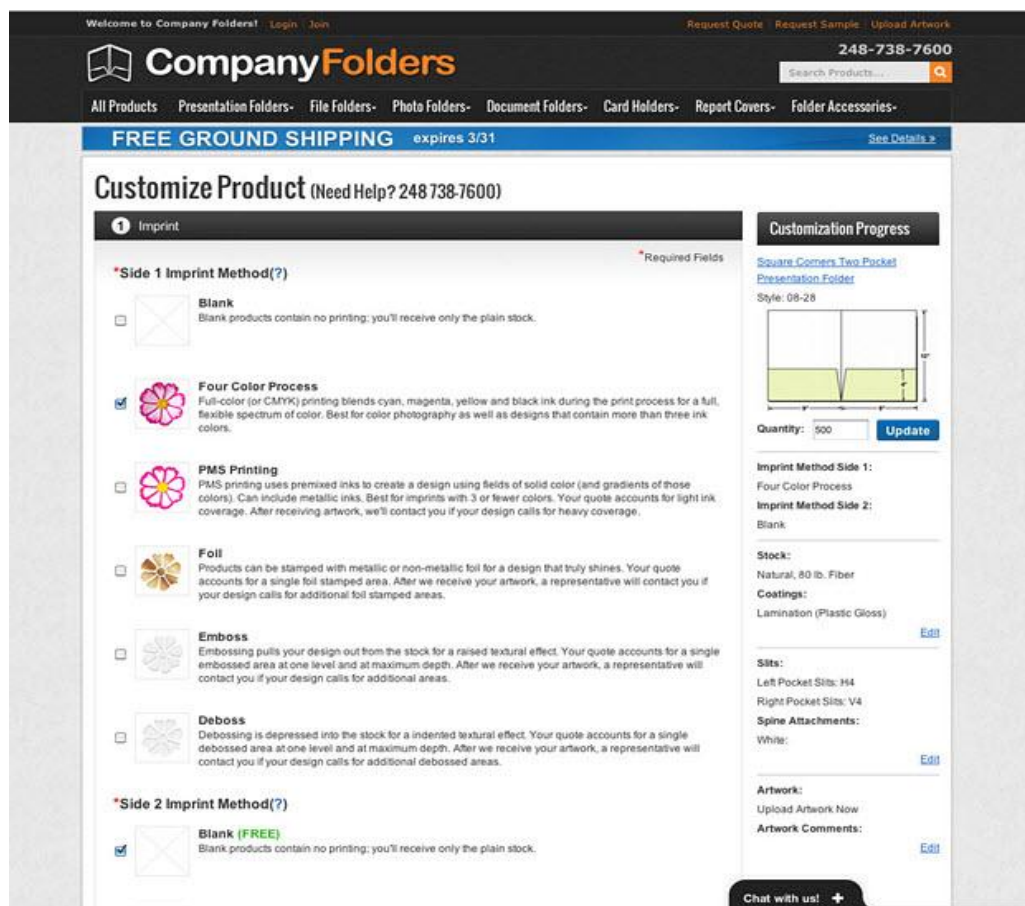 Welcome to Company Folders! Login Join
Request Quote Request Sample Upload Artwork
CompanyFolders
248-738-7600
Search Products...
All Products Presentation Folders- File Folders- Photo Folders- Document Folders- Card Holders- Report Covers- Folder Accessories-
FREE GROUND SHIPPING expires 3/31
See Details »
Customize Product (Need Help? 248 738-7600)
1 Imprint
*Required Fields
*Side 1 Imprint Method(?)
Blank
Blank products contain no printing; you'll receive only the plain stock.
Four Color Process
Full-color (or CMYK) printing blends cyan, magenta, yellow and black ink during the print process for a full,
flexible spectrum of color. Best for color photography as well as designs that contain more than three ink
colors.
PMS Printing
PMS printing uses premixed inks to create a design using fields of solid color (and gradients of those
colors). Can include metallic inks. Best for imprints with 3 or fewer colors. Your quote accounts for light ink
coverage. After receiving artwork, we'll contact you if your design calls for heavy coverage.
Foil
Products can be stamped with metallic or non-metallic foil for a design that truly shines. Your quote
accounts for a single foil stamped area. After we receive your artwork, a representative will contact you if
your design calls for additional foil stamped areas.
Emboss
Embossing pulls your design out from the stock for a raised textural effect. Your quote accounts for a single
embossed area at one level and at maximum depth. After we receive your artwork, a representative will
contact you if your design calls for additional areas.
Deboss
Debossing is depressed into the stock for a indented textural effect. Your quote accounts for a single
debossed area at one level and at maximum depth. After we receive your artwork, a representative will
contact you if your design calls for additional debossed areas.
*Side 2 Imprint Method(?)
Blank (FREE)
Blank products contain no printing; you'll receive only the plain stock.
Customization Progress
Square Corners Two Pocket
Presentation Folder
Style: 08-28
Quantity: 500 Update
Imprint Method Side 1:
Four Color Process
Imprint Method Side 2:
Blank
Stock:
Natural, 80 lb. Fiber
Coatings:
Lamination (Plastic Gloss)
Edit
Slits:
Left Pocket Slits: H4
Right Pocket Slits: V4
Spine Attachments:
White:
Edit
Artwork:
Upload Artwork Now
Artwork Comments:
Edit
Chat with us! +